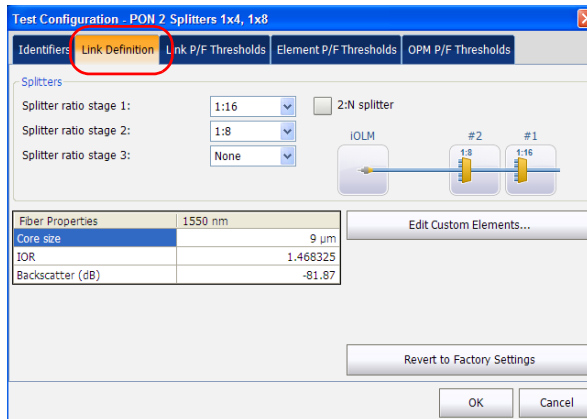 Test Configuration - PON 2 Splitters 1x4, 1x8
Identifiers Link Definition Link P/F Thresholds Element P/F Thresholds OPM P/F Thresholds
Splitters
Splitter ratio stage 1: 1:16 2:N splitter
Splitter ratio stage 2: 1:8
Splitter ratio stage 3: None
iOLM #2 #1
1:8 1:16
Fiber Properties 1550 nm
Core size 9 µm
IOR 1.468325
Backscatter (dB) -81.87
Edit Custom Elements...
Revert to Factory Settings
OK Cancel